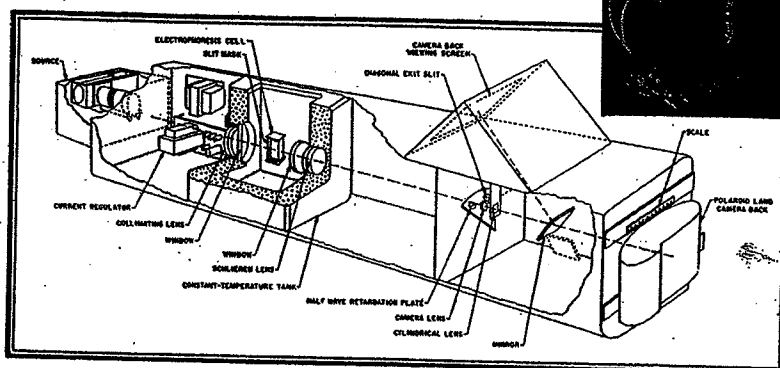 ELECTROPHORESIS CELL
SLIT MASK
SOURCE
CAMERA BACK
VIEWING SCREEN
DIAGONAL EXIT SLIT
SCALE
POLAROID LAND
CAMERA BACK
CURRENT REGULATOR
COLLIMATING LENS
WINDOW
WINDOW
SCHLIEREN LENS
CONSTANT-TEMPERATURE TANK
HALF WAVE RETARDATION PLATE
CAMERA LENS
CYLINDRICAL LENS
MIRROR